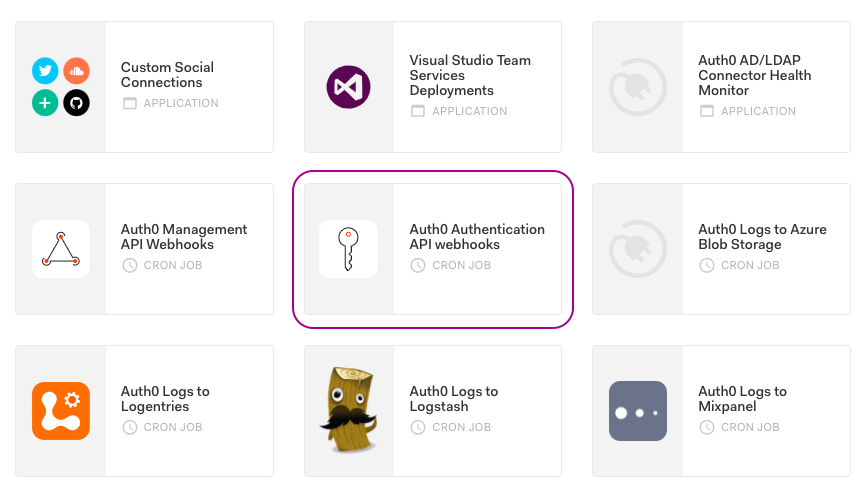 Custom Social
Connections
APPLICATION
Visual Studio Team
Services
Deployments
APPLICATION
Auth0 AD/LDAP
Connector Health
Monitor
APPLICATION
Auth0 Management
API Webhooks
CRON JOB
Auth0 Authentication
API webhooks
CRON JOB
Auth0 Logs to Azure
Blob Storage
CRON JOB
Auth0 Logs to
Logentries
CRON JOB
Auth0 Logs to
Logstash
CRON JOB
Auth0 Logs to
Mixpanel
CRON JOB